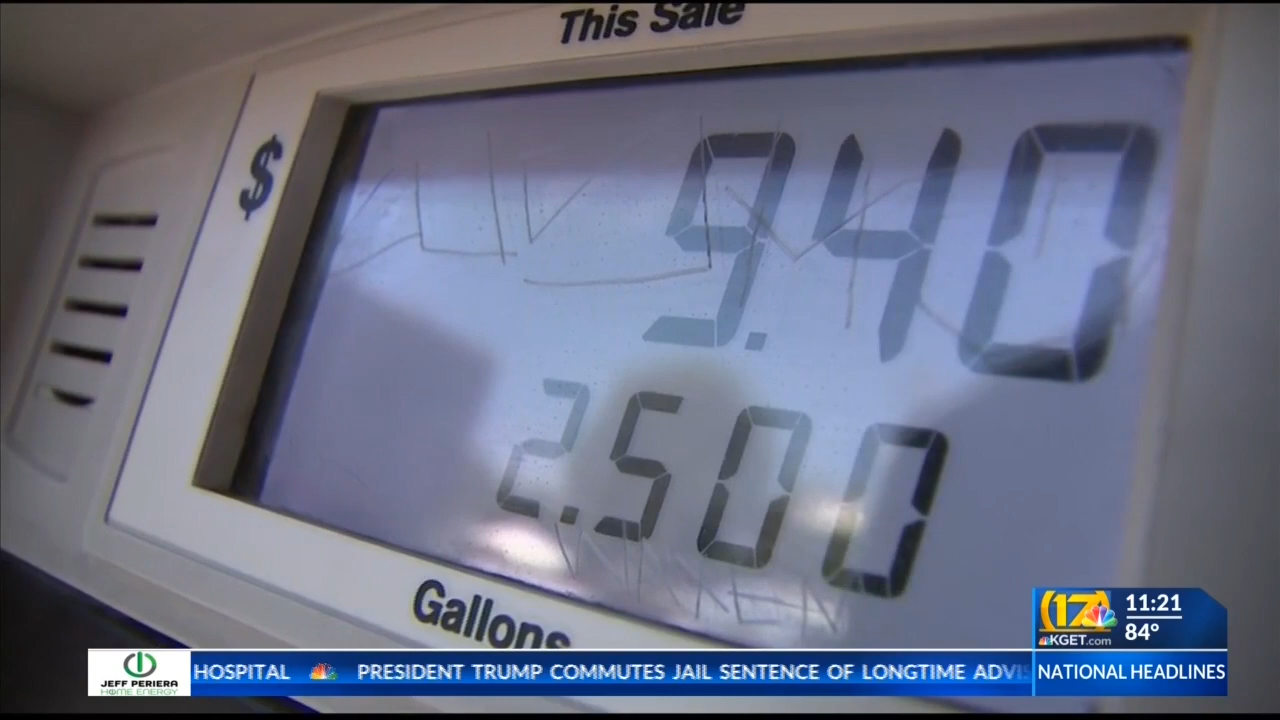 This Sale
$
9.40
2.500
Gallons
17
KGET.com
11:21
84°
JEFF PERIERA
HOME ENERGY
HOSPITAL PRESIDENT TRUMP COMMUTES JAIL SENTENCE OF LONGTIME ADVIS
NATIONAL HEADLINES